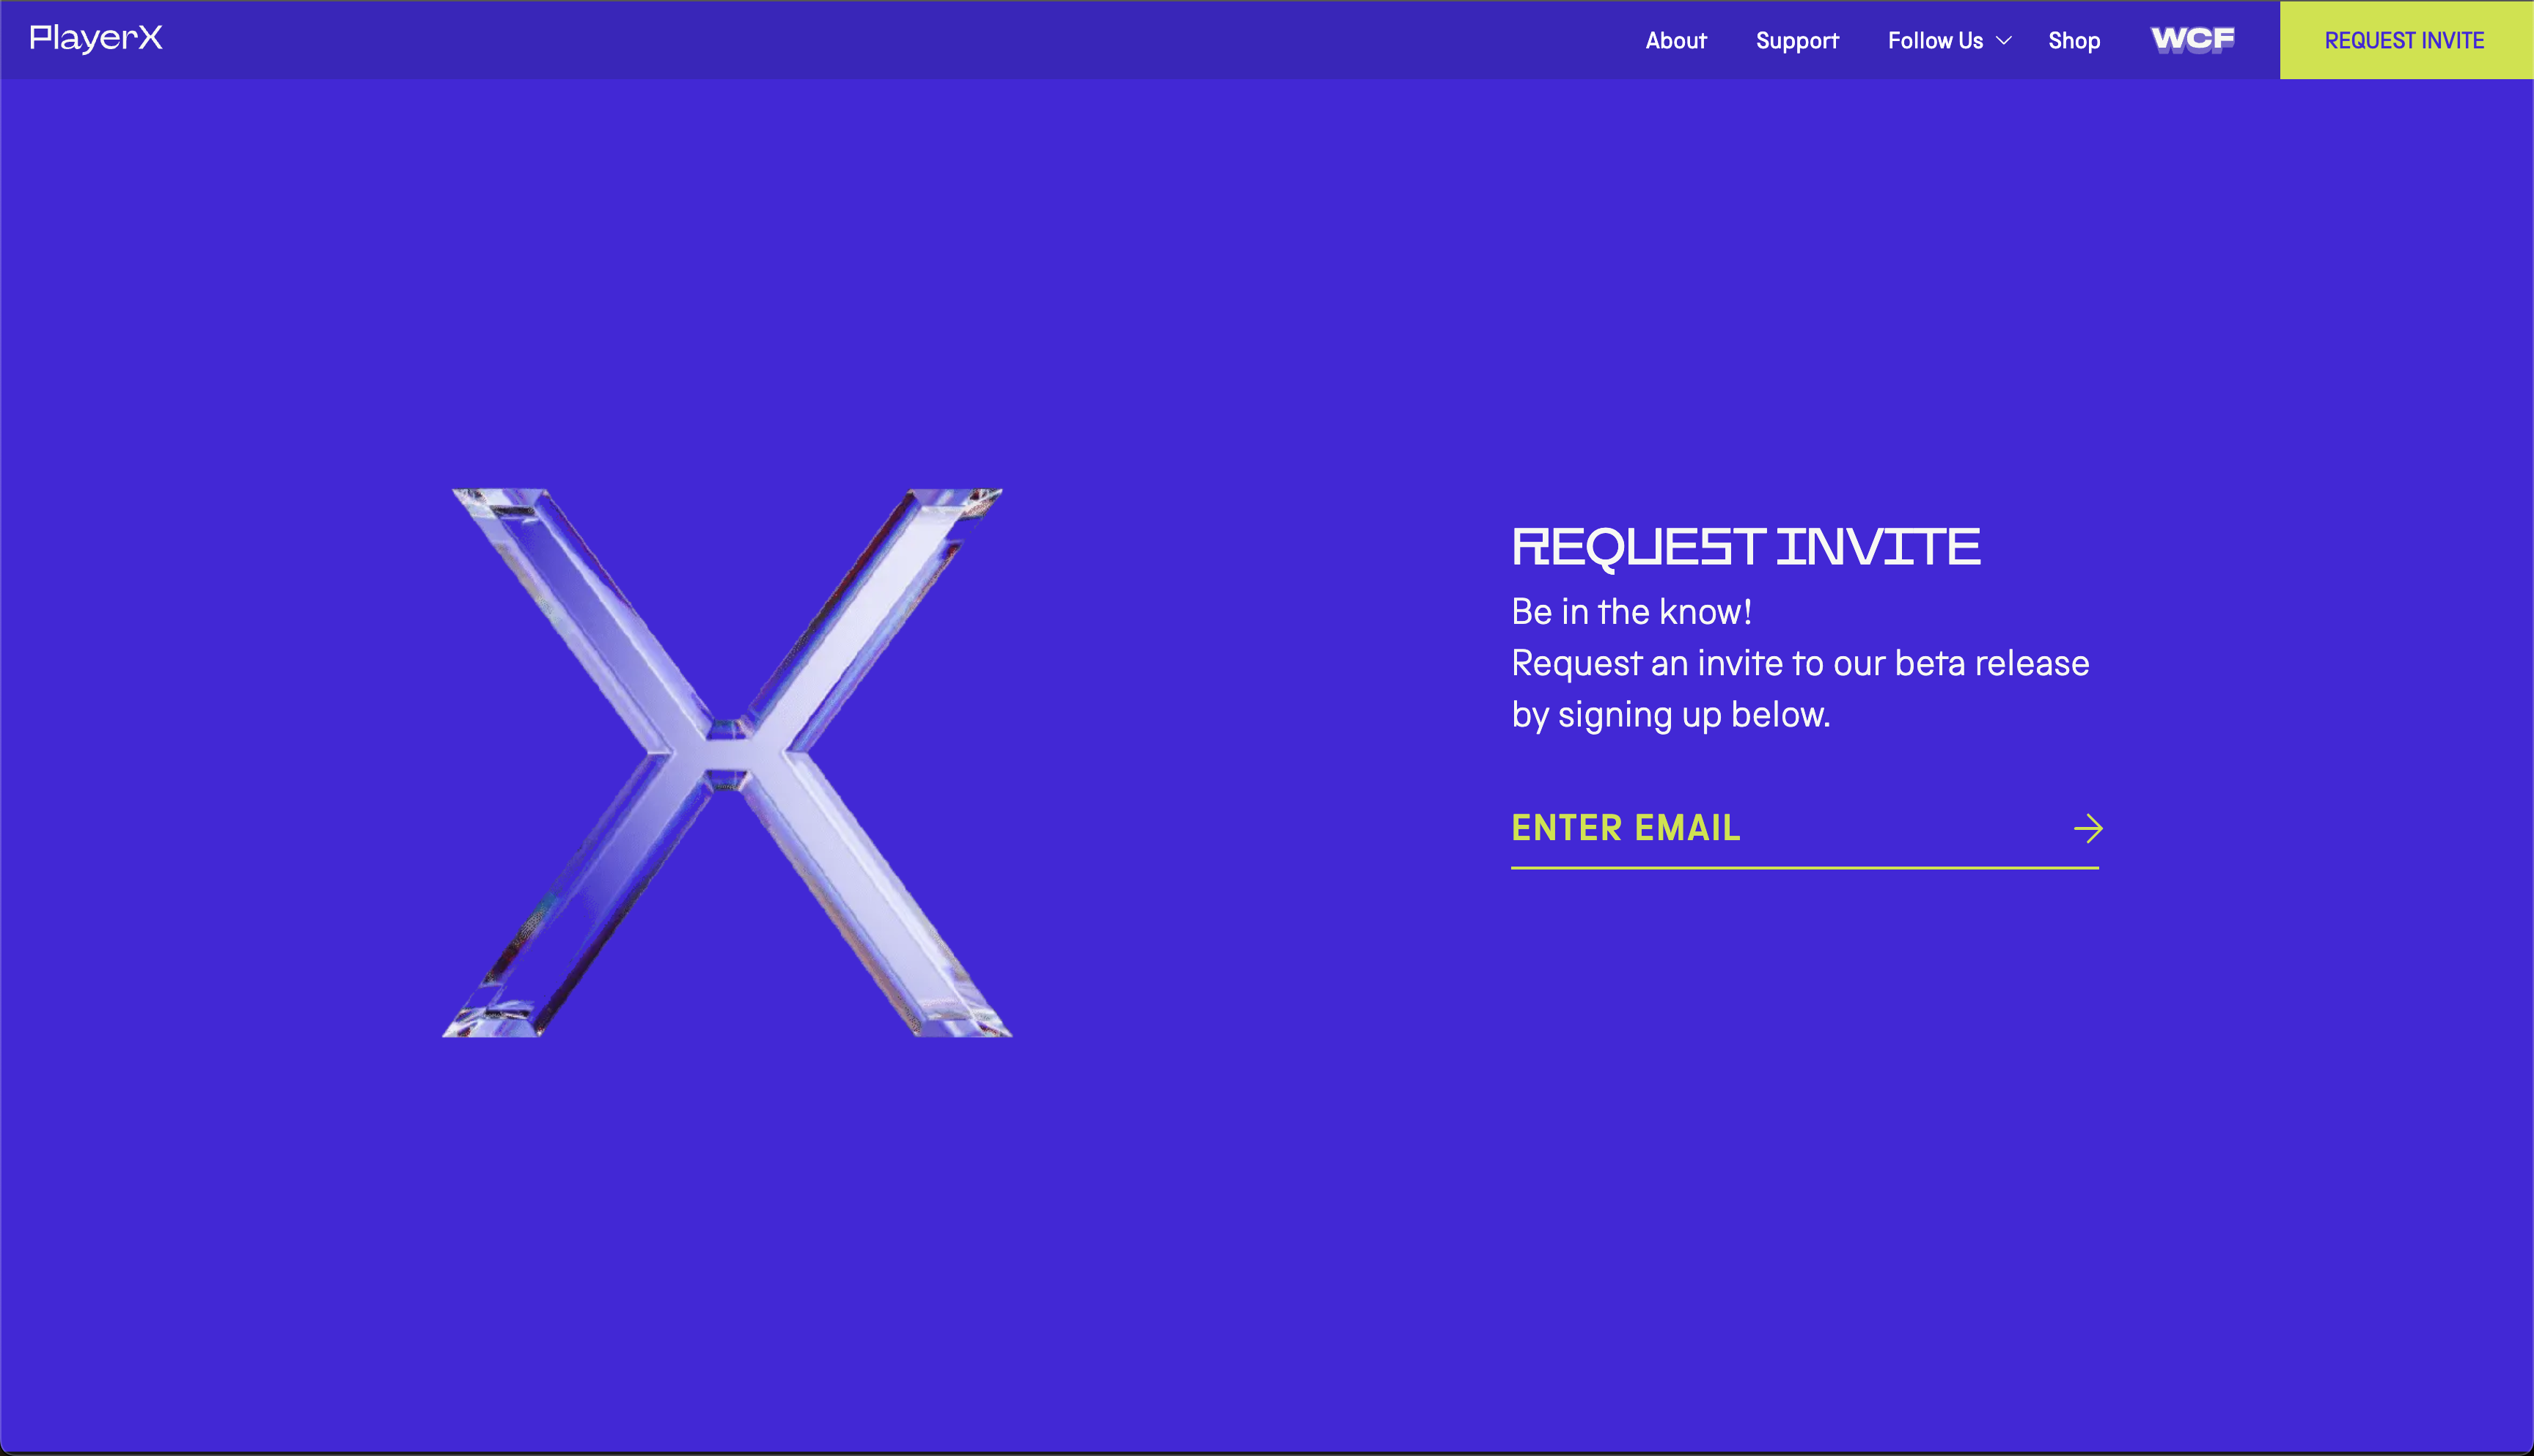 PlayerX
About
Support
Follow Us
Shop
WCF
REQUEST INVITE
X
REQUEST INVITE
Be in the know!
Request an invite to our beta release
by signing up below.
ENTER EMAIL